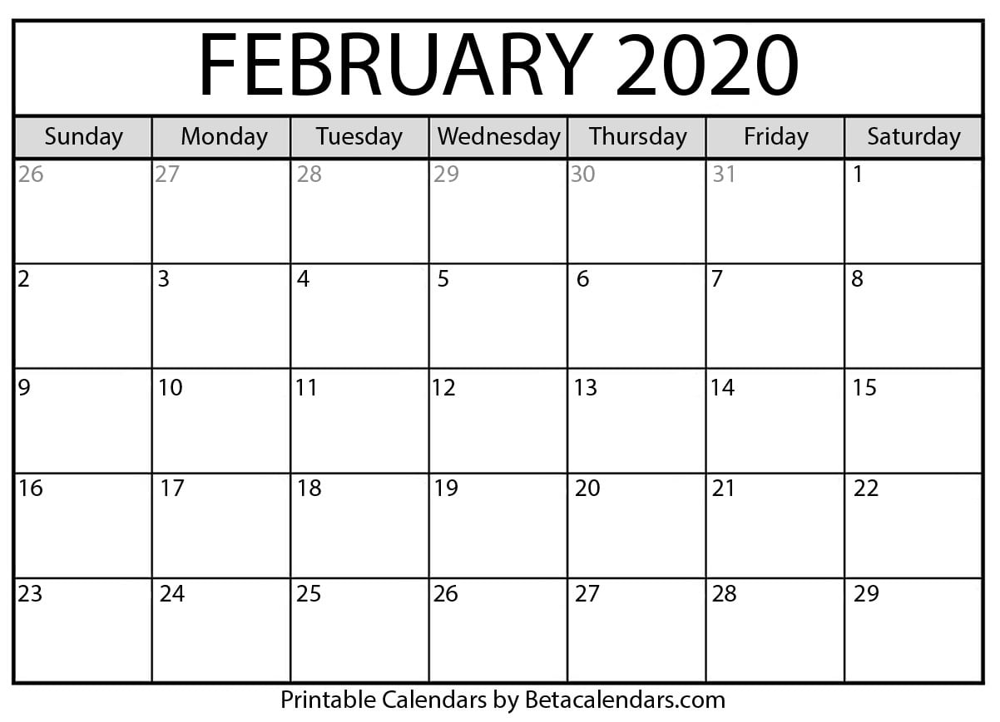 FEBRUARY 2020
Sunday Monday Tuesday Wednesday Thursday Friday Saturday
26 27 28 29 30 31 1
2 3 4 5 6 7 8
9 10 11 12 13 14 15
16 17 18 19 20 21 22
23 24 25 26 27 28 29
Printable Calendars by Betacalendars.com